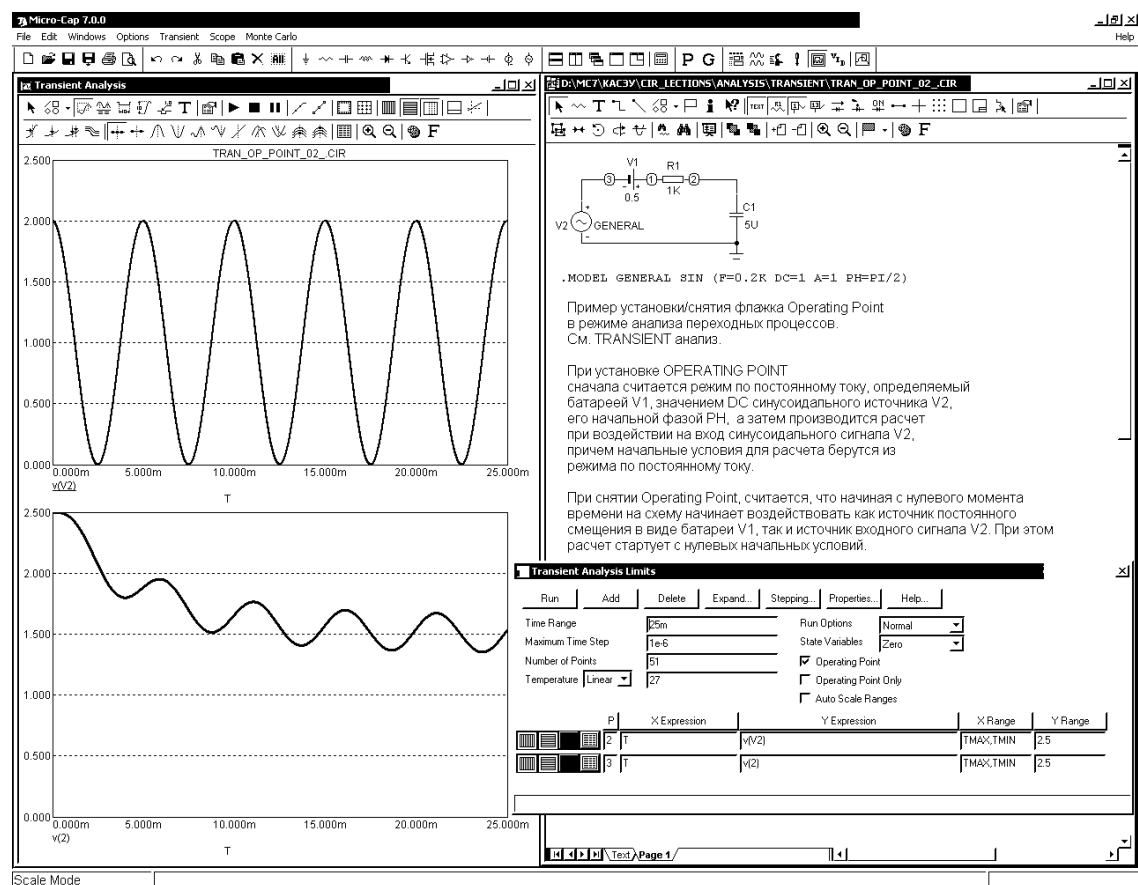 Micro-Cap 7.0.0
File Edit Windows Options Transient Scope Monte Carlo Help
Transient Analysis
TRAN_OP_POINT_02_.CIR
2.500
2.000
1.500
1.000
0.500
0.000
0.000m 5.000m 10.000m 15.000m 20.000m 25.000m
v(V2)
T
2.500
2.000
1.500
1.000
0.500
0.000
0.000m 5.000m 10.000m 15.000m 20.000m 25.000m
v(2)
T
D:\MC7\КАСЭУ\CIR_LECTIONS\ANALYSIS\TRANSIENT\TRAN_OP_POINT_02_.CIR
V1
R1
3 1 2
0.5
1K
C1
5U
V2 GENERAL
.MODEL GENERAL SIN (F=0.2K DC=1 A=1 PH=PI/2)
Пример установки/снятия флажка Operating Point
в режиме анализа переходных процессов.
См. TRANSIENT анализ.
При установке OPERATING POINT
сначала считается режим по постоянному току, определяемый
батареей V1, значением DC синусоидального источника V2,
его начальной фазой PH, а затем производится расчет
при воздействии на вход синусоидального сигнала V2,
причем начальные условия для расчета берутся из
режима по постоянному току.
При снятии Operating Point, считается, что начиная с нулевого момента
времени на схему начинает воздействовать как источник постоянного
смещения в виде батареи V1, так и источник входного сигнала V2. При этом
расчет стартует с нулевых начальных условий.
Transient Analysis Limits
Run Add Delete Expand... Stepping... Properties... Help...
Time Range 25m Run Options Normal
Maximum Time Step 1e-6 State Variables Zero
Number of Points 51 Operating Point
Temperature Linear 27 Operating Point Only
Auto Scale Ranges
P X Expression Y Expression X Range Y Range
2 T v(V2) TMAX,TMIN 2.5
3 T v(2) TMAX,TMIN 2.5
Text Page 1
Scale Mode